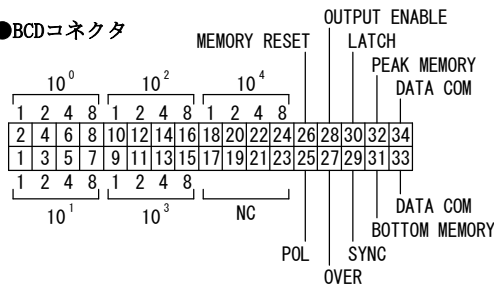 ●BCDコネクタ
OUTPUT ENABLE
MEMORY RESET LATCH
PEAK MEMORY
DATA COM
10⁰ 10² 10⁴
1 2 4 8 1 2 4 8 1 2 4 8
2 4 6 8 10 12 14 16 18 20 22 24 26 28 30 32 34
1 3 5 7 9 11 13 15 17 19 21 23 25 27 29 31 33
1 2 4 8 1 2 4 8
10¹ 10³ NC
DATA COM
BOTTOM MEMORY
POL SYNC
OVER